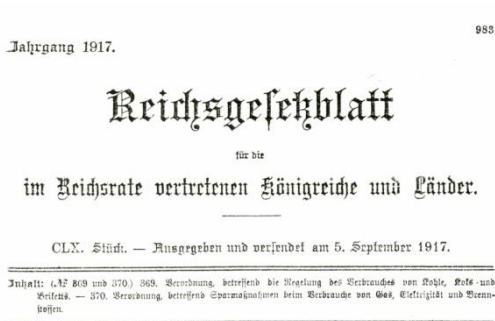 983
Jahrgang 1917.
Reichsgesetzblatt
für die
im Reichsrate vertretenen Königreiche und Länder.
CLX. Stück. — Ausgegeben und versendet am 5. September 1917.
Inhalt: (№ 369 und 370.) 369. Verordnung, betreffend die Regelung des Verbrauches von Kohle, Koks und
Briketts. — 370. Verordnung, betreffend Sparmaßnahmen beim Verbrauche von Gas, Elektrizität und Brenn-
stoffen.